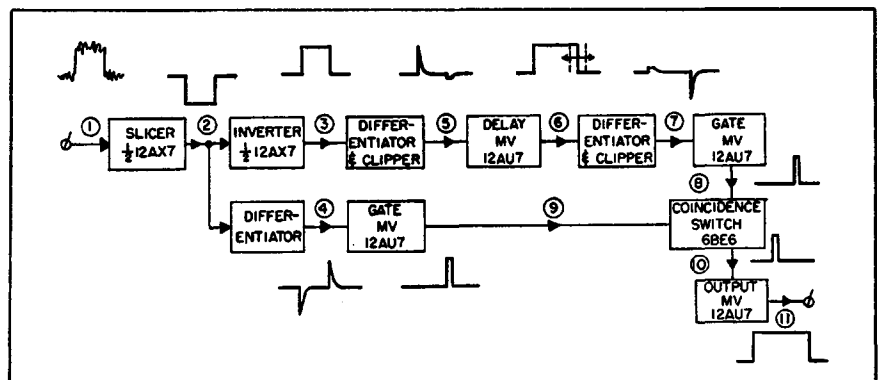 ①
SLICER
½ 12AX7
②
INVERTER
½ 12AX7
③
DIFFER-
ENTIATOR
& CLIPPER
⑤
DELAY
MV
12AU7
⑥
DIFFER-
ENTIATOR
& CLIPPER
⑦
GATE
MV
12AU7
⑧
DIFFER-
ENTIATOR
④
GATE
MV
12AU7
⑨
COINCIDENCE
SWITCH
6BE6
⑩
OUTPUT
MV
12AU7
⑪